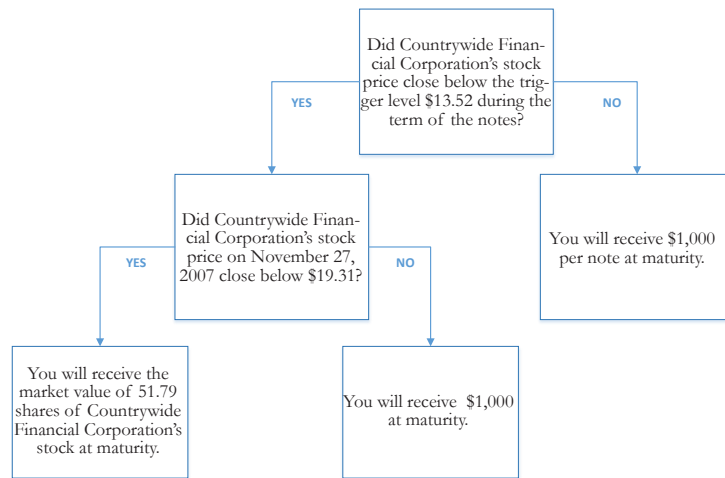 Did Countrywide Finan-
cial Corporation's stock
price close below the trig-
ger level $13.52 during the
term of the notes?
YES
NO
Did Countrywide Finan-
cial Corporation's stock
price on November 27,
2007 close below $19.31?
You will receive $1,000
per note at maturity.
YES
NO
You will receive the
market value of 51.79
shares of Countrywide
Financial Corporation's
stock at maturity.
You will receive $1,000
at maturity.